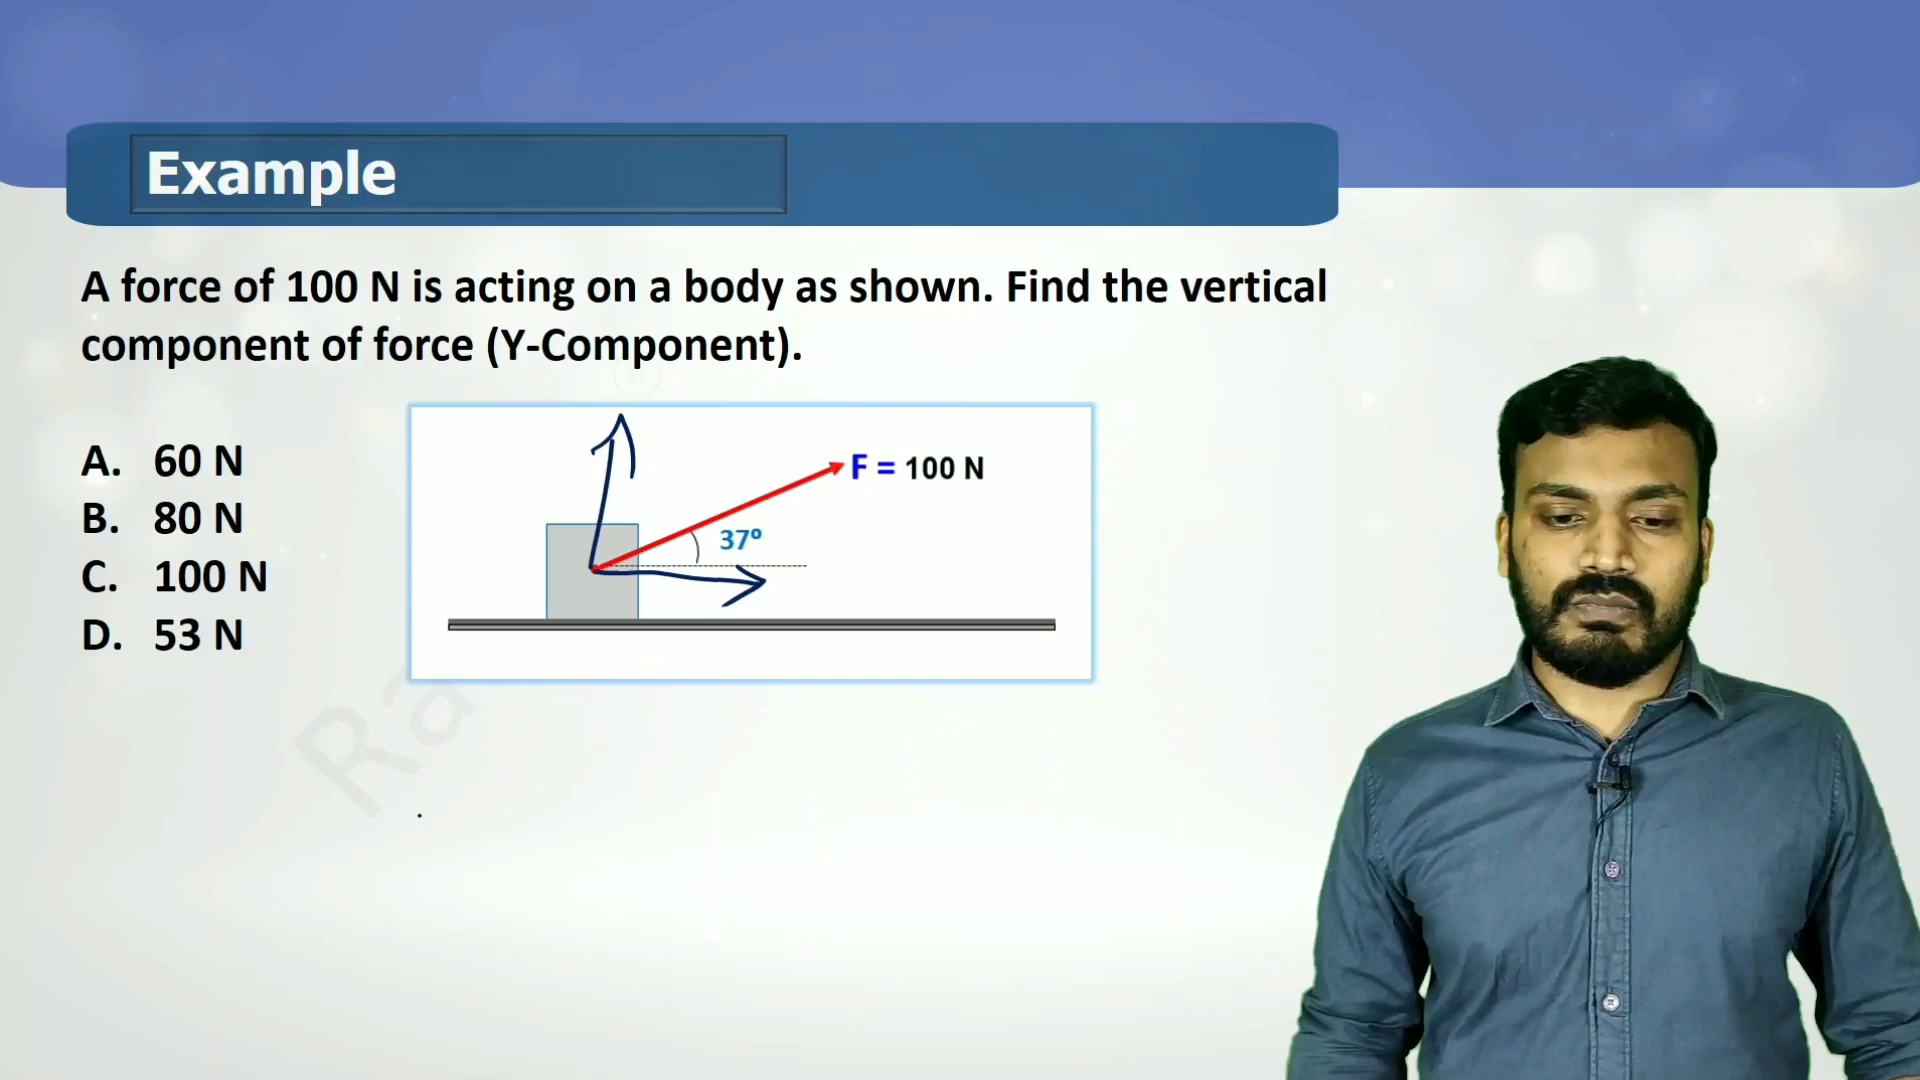 Example
A force of 100 N is acting on a body as shown. Find the vertical
component of force (Y-Component).
A. 60 N
B. 80 N
C. 100 N
D. 53 N
F = 100 N
37º
Ra